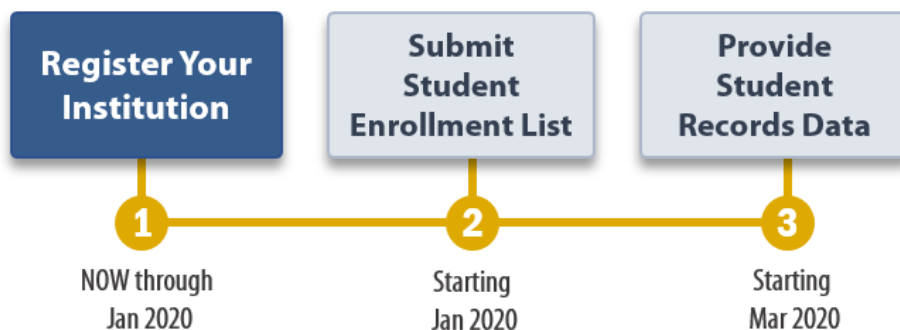 Register Your
Institution
Submit
Student
Enrollment List
Provide
Student
Records Data
1
2
3
NOW through
Jan 2020
Starting
Jan 2020
Starting
Mar 2020